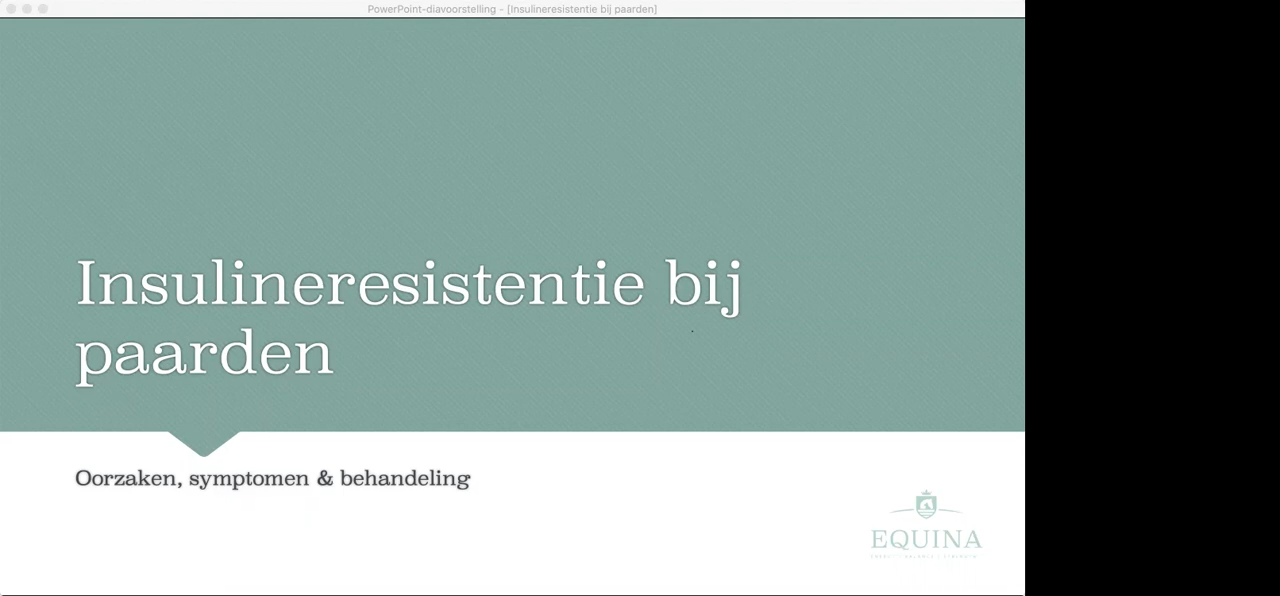 PowerPoint-diavoorstelling - [Insulineresistentie bij paarden]
Insulineresistentie bij
paarden
Oorzaken, symptomen & behandeling
EQUINA